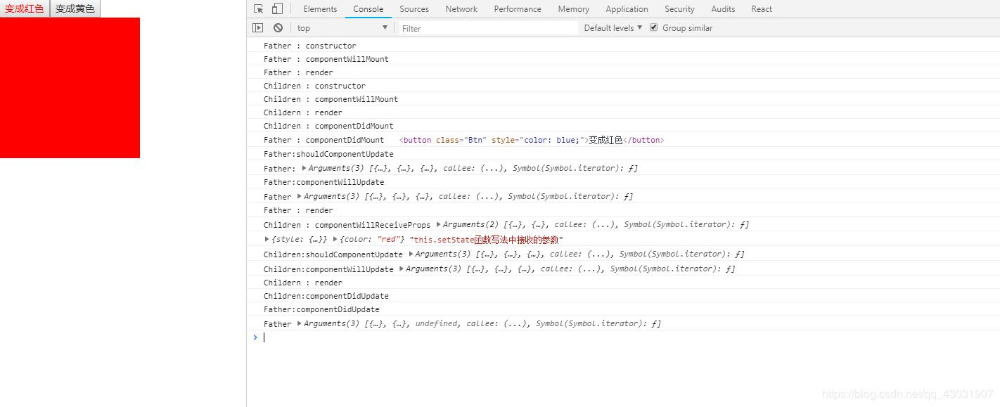 变成红色 变成黄色
Elements Console Sources Network Performance Memory Application Security Audits React
top Filter Default levels Group similar
Father : constructor
Father : componentWillMount
Father : render
Children : constructor
Children : componentWillMount
Childern : render
Children : componentDidMount
Father : componentDidMount <button class="Btn" style="color: blue;">变成红色</button>
Father:shouldComponentUpdate
Father: Arguments(3) [{…}, {…}, {…}, callee: (...), Symbol(Symbol.iterator): ƒ]
Father:componentWillUpdate
Father Arguments(3) [{…}, {…}, {…}, callee: (...), Symbol(Symbol.iterator): ƒ]
Father : render
Children : componentWillReceiveProps Arguments(2) [{…}, {…}, callee: (...), Symbol(Symbol.iterator): ƒ]
{style: {…}} {color: "red"} "this.setState函数写法中接收的参数"
Children:shouldComponentUpdate Arguments(3) [{…}, {…}, {…}, callee: (...), Symbol(Symbol.iterator): ƒ]
Children:componentWillUpdate Arguments(3) [{…}, {…}, {…}, callee: (...), Symbol(Symbol.iterator): ƒ]
Childern : render
Children:componentDidUpdate
Father:componentDidUpdate
Father Arguments(3) [{…}, {…}, undefined, callee: (...), Symbol(Symbol.iterator): ƒ]
https://blog.csdn.net/qq_43031907